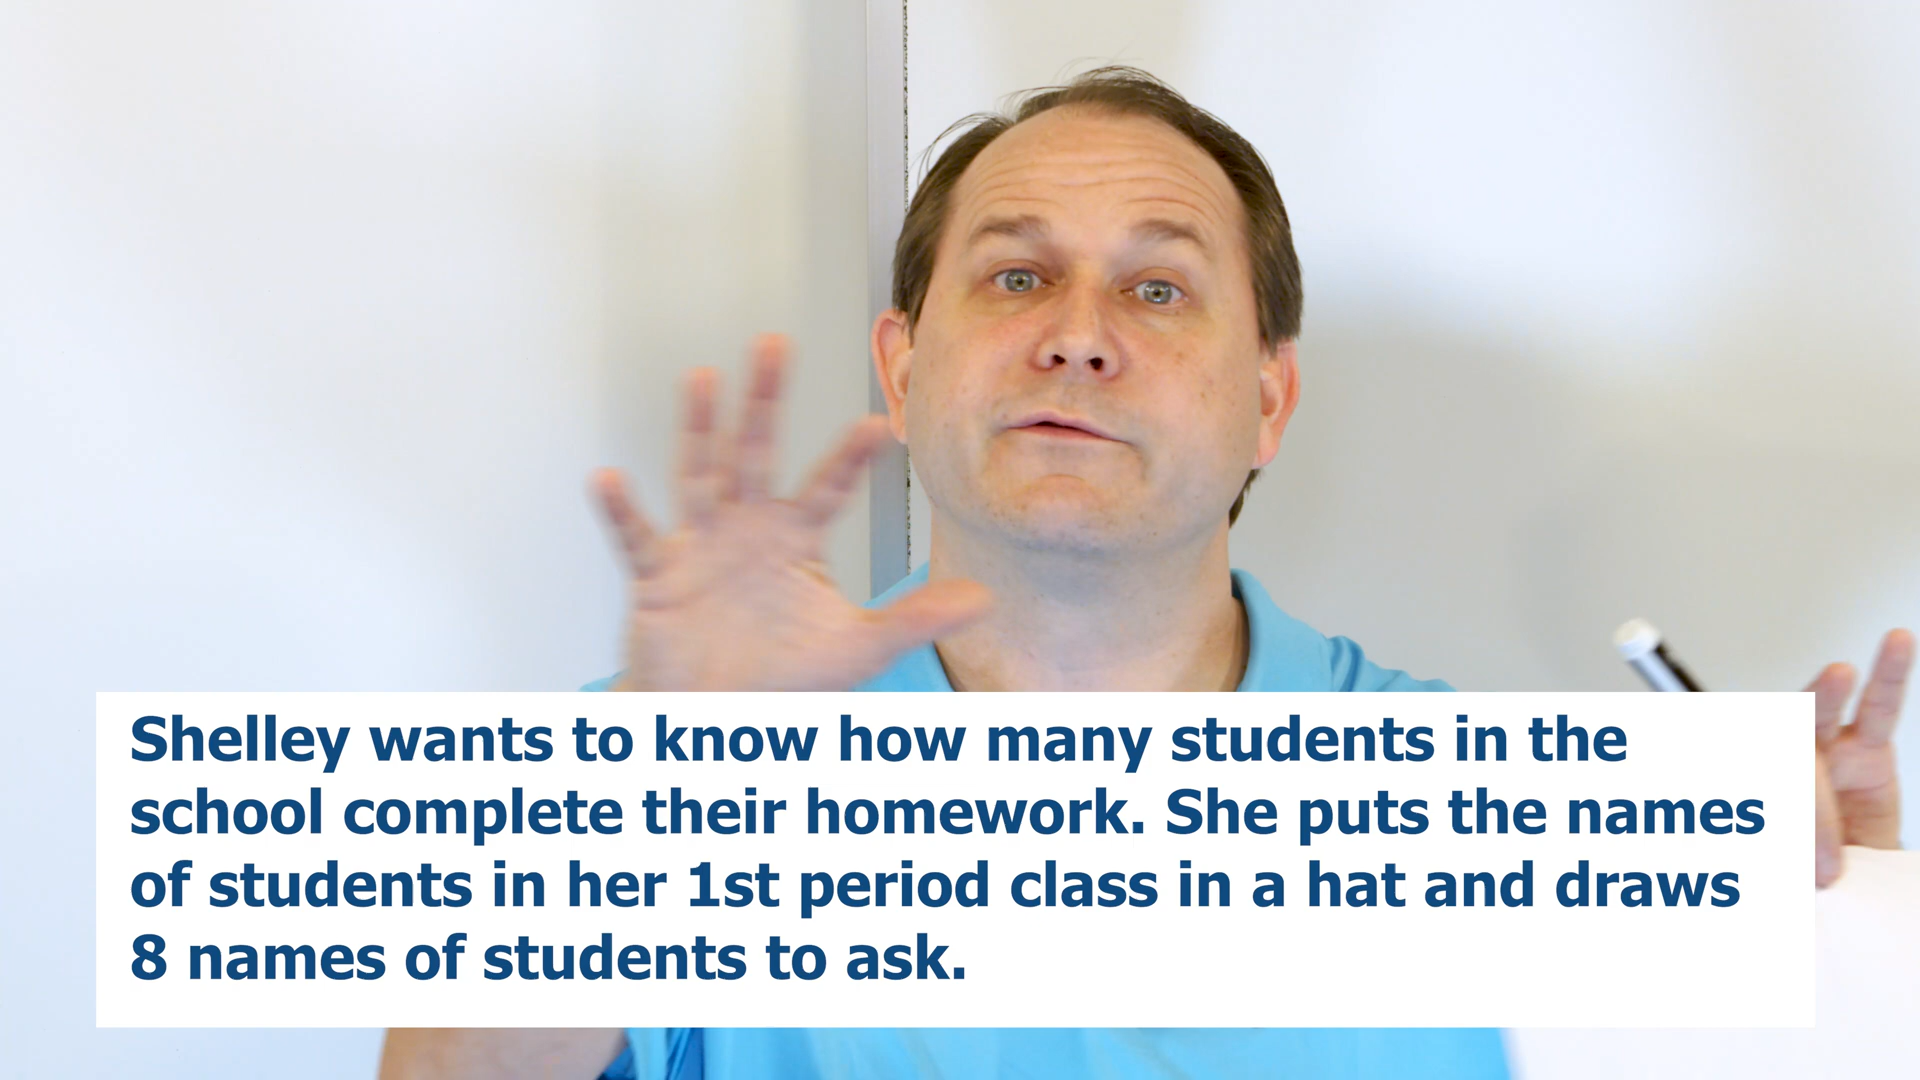 Shelley wants to know how many students in the
school complete their homework. She puts the names
of students in her 1st period class in a hat and draws
8 names of students to ask.